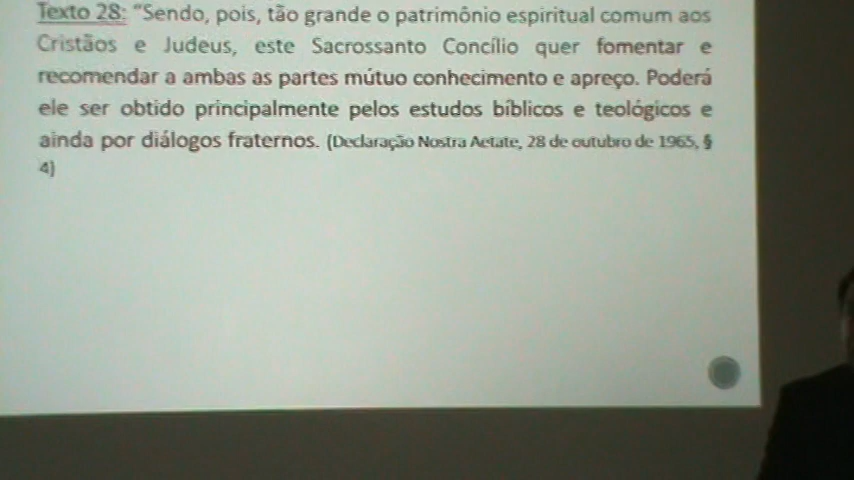 Texto 28: "Sendo, pois, tão grande o patrimônio espiritual comum aos
Cristãos e Judeus, este Sacrossanto Concílio quer fomentar e
recomendar a ambas as partes mútuo conhecimento e apreço. Poderá
ele ser obtido principalmente pelos estudos bíblicos e teológicos e
ainda por diálogos fraternos. (Declaração Nostra Aetate, 28 de outubro de 1965, §
4)